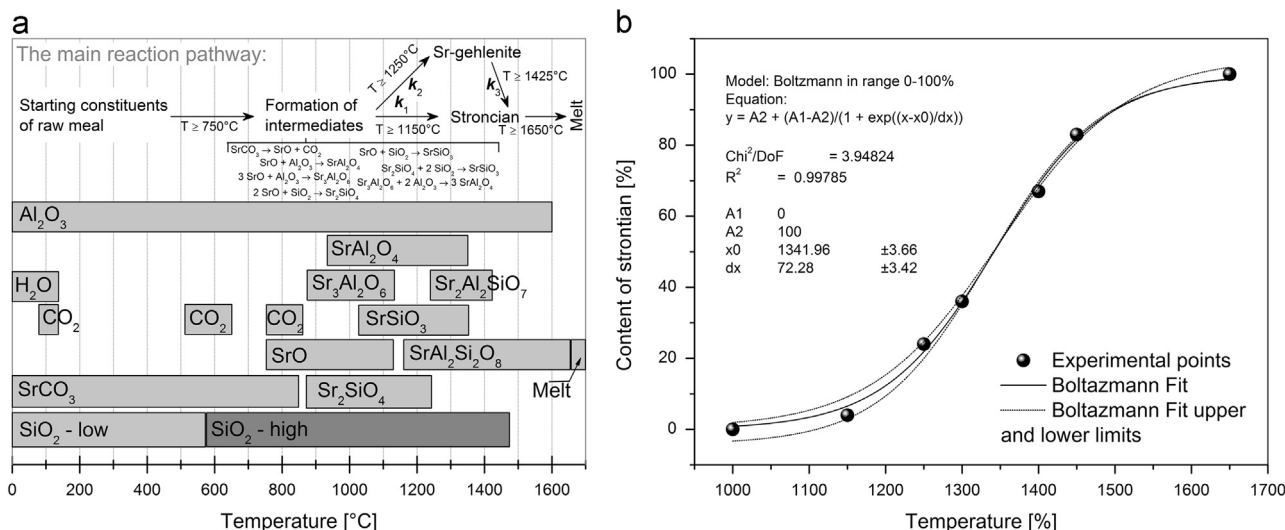 a
The main reaction pathway:
Sr-gehlenite
T ≥ 1250°C
k₂
k₃
T ≥ 1425°C
Starting constituents
of raw meal
T ≥ 750°C
Formation of
intermediates
k₁
T ≥ 1150°C
Stroncian
T ≥ 1650°C
Melt
SrCO₃ → SrO + CO₂
SrO + SiO₂ → SrSiO₃
SrO + Al₂O₃ → SrAl₂O₄
Sr₂SiO₄ + 2 SiO₂ → SrSiO₃
3 SrO + Al₂O₃ → Sr₃Al₂O₆
Sr₃Al₂O₆ + 2 Al₂O₃ → 3 SrAl₂O₄
2 SrO + SiO₂ → Sr₂SiO₄
Al₂O₃
SrAl₂O₄
H₂O
Sr₃Al₂O₆
Sr₂Al₂SiO₇
CO₂
CO₂
CO₂
SrSiO₃
SrO
SrAl₂Si₂O₈
Melt
SrCO₃
Sr₂SiO₄
SiO₂ - low
SiO₂ - high
0 200 400 600 800 1000 1200 1400 1600
Temperature [°C]
b
Content of strontian [%]
100
80
60
40
20
0
Model: Boltzmann in range 0-100%
Equation:
y = A2 + (A1-A2)/(1 + exp((x-x0)/dx))
Chi²/DoF = 3.94824
R² = 0.99785
A1 0
A2 100
x0 1341.96 ±3.66
dx 72.28 ±3.42
Experimental points
Boltazmann Fit
Boltazmann Fit upper
and lower limits
1000 1100 1200 1300 1400 1500 1600 1700
Temperature [%]